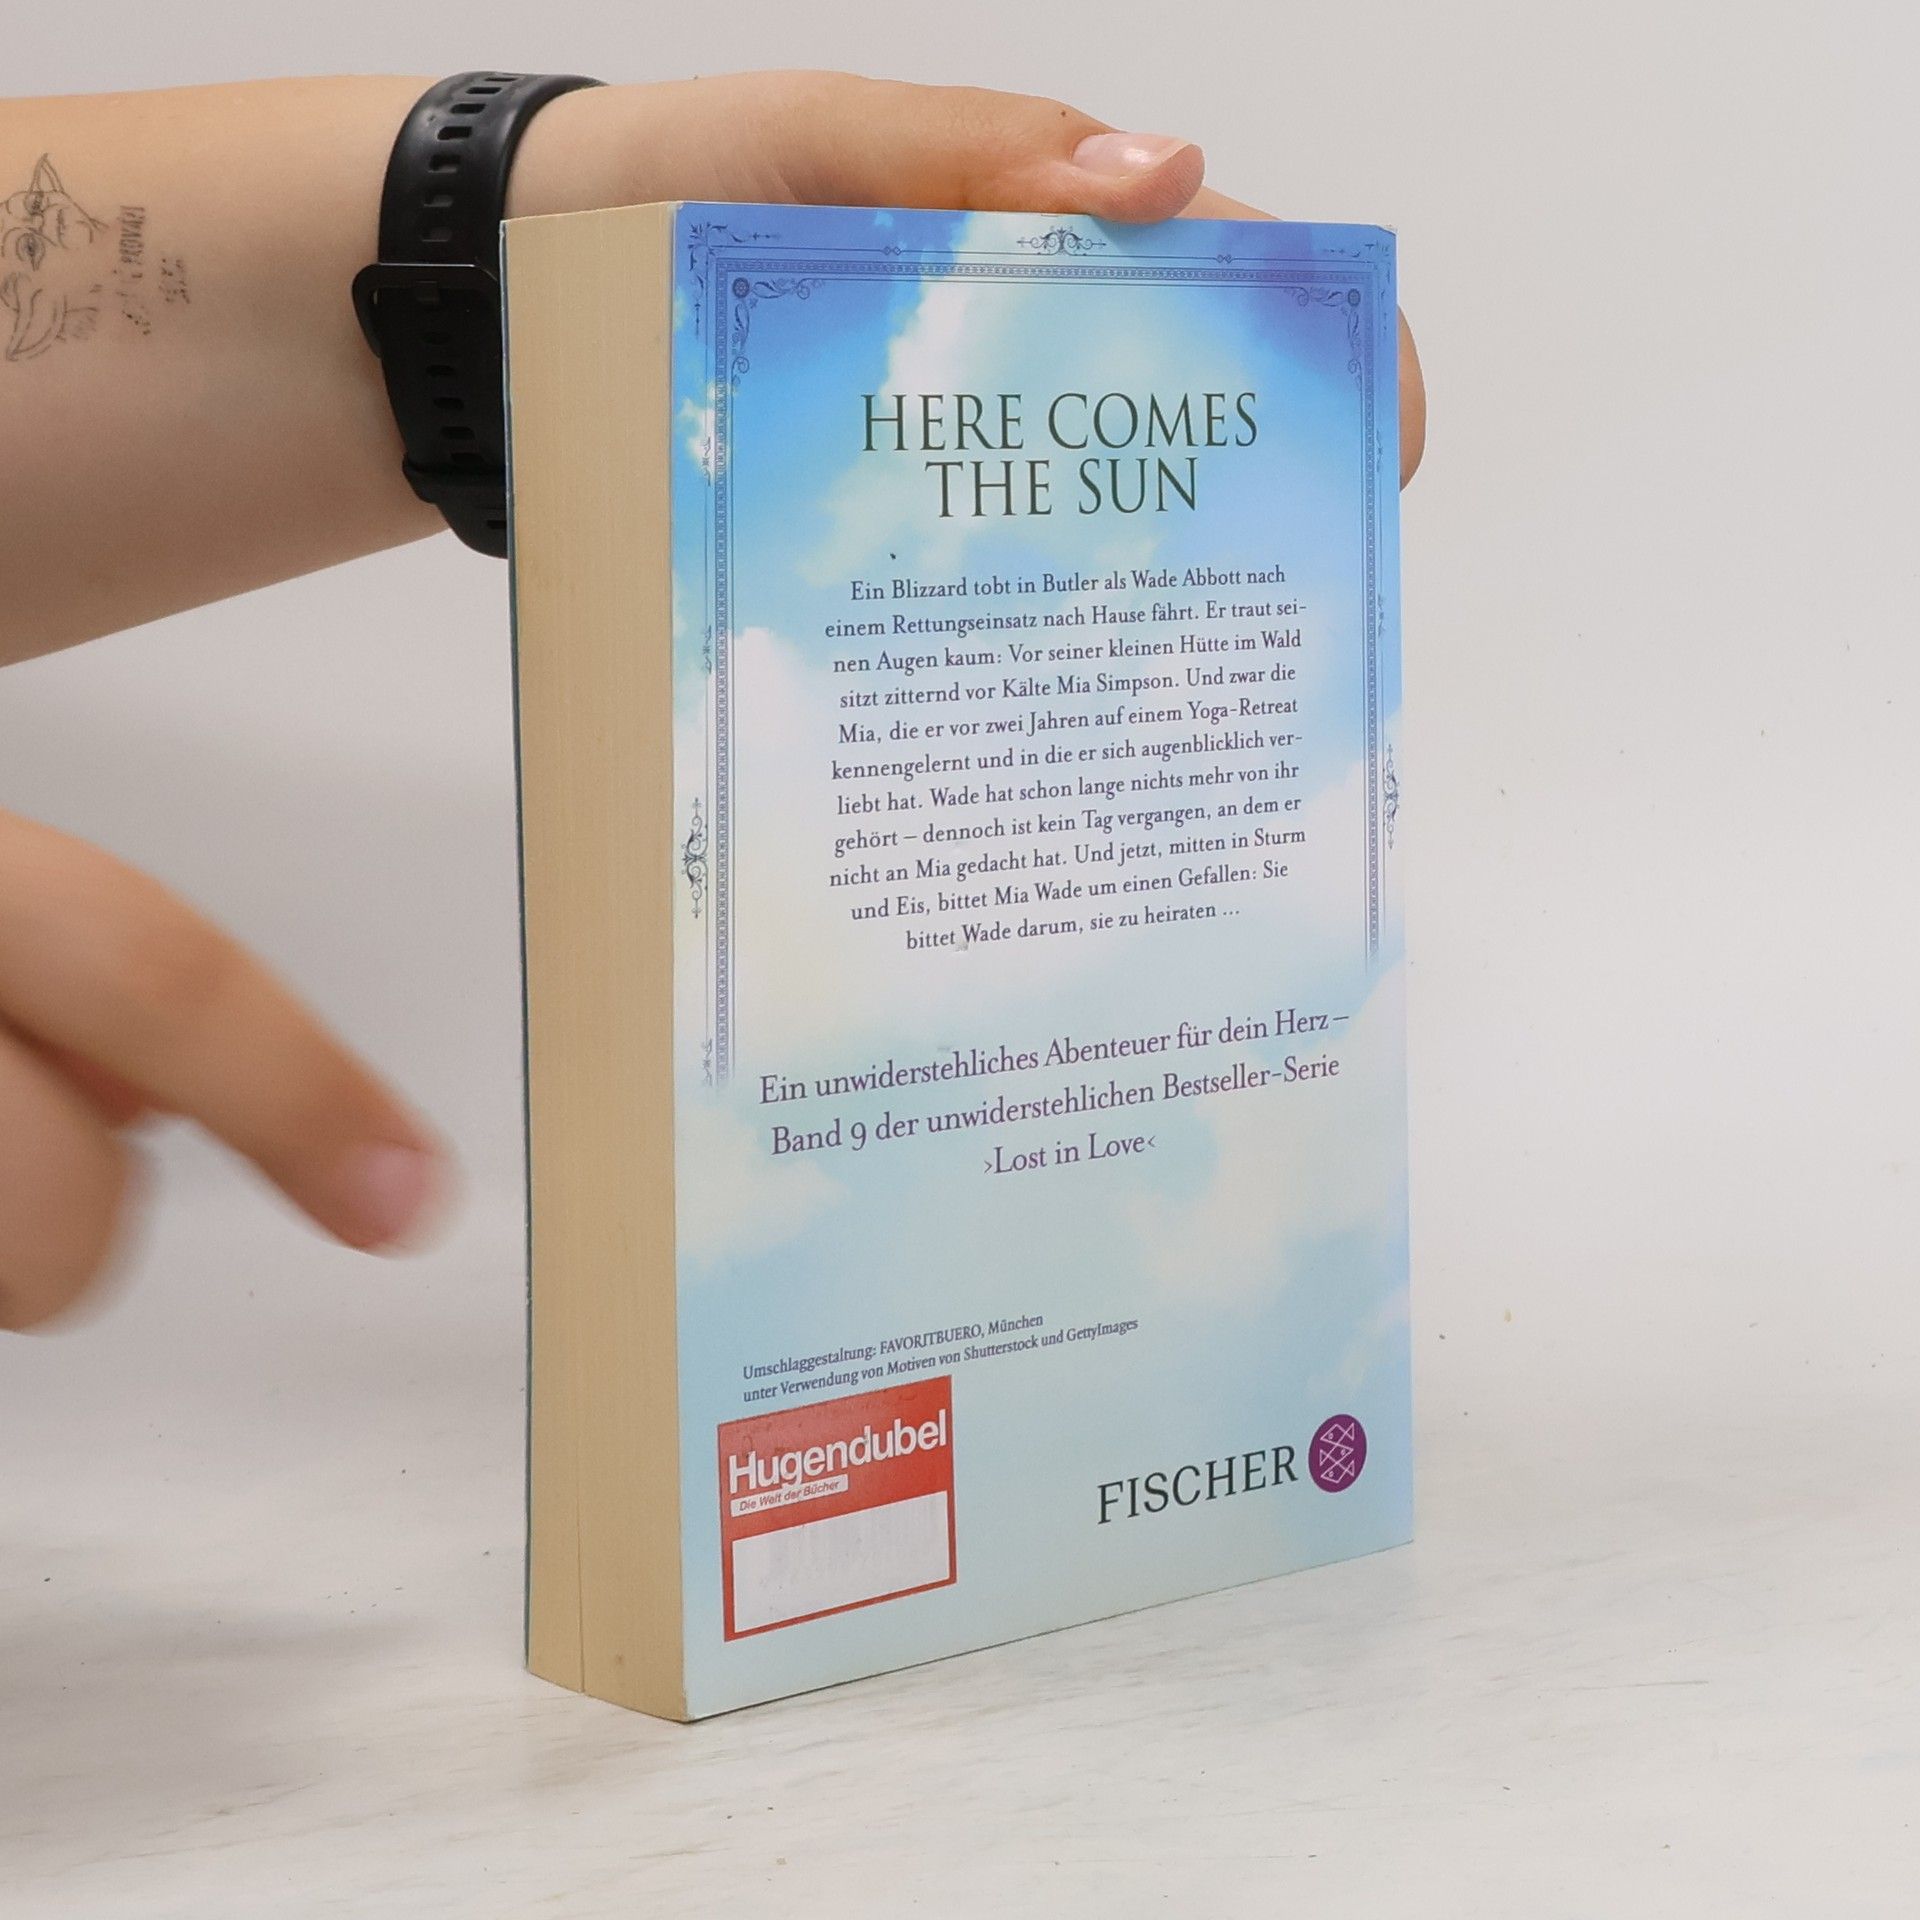 HERE COMES
THE SUN
Ein Blizzard tobt in Butler als Wade Abbott nach
einem Rettungseinsatz nach Hause fährt. Er traut sei-
nen Augen kaum: Vor seiner kleinen Hütte im Wald
sitzt zitternd vor Kälte Mia Simpson. Und zwar die
Mia, die er vor zwei Jahren auf einem Yoga-Retreat
kennengelernt und in die er sich augenblicklich ver-
liebt hat. Wade hat schon lange nichts mehr von ihr
gehört – dennoch ist kein Tag vergangen, an dem er
nicht an Mia gedacht hat. Und jetzt, mitten in Sturm
und Eis, bittet Mia Wade um einen Gefallen: Sie
bittet Wade darum, sie zu heiraten ...
Ein unwiderstehliches Abenteuer für dein Herz –
Band 9 der unwiderstehlichen Bestseller-Serie
›Lost in Love‹
Umschlaggestaltung: FAVORITBUERO, München
unter Verwendung von Motiven von Shutterstock und GettyImages
Hugendubel
Die Welt der Bücher
FISCHER